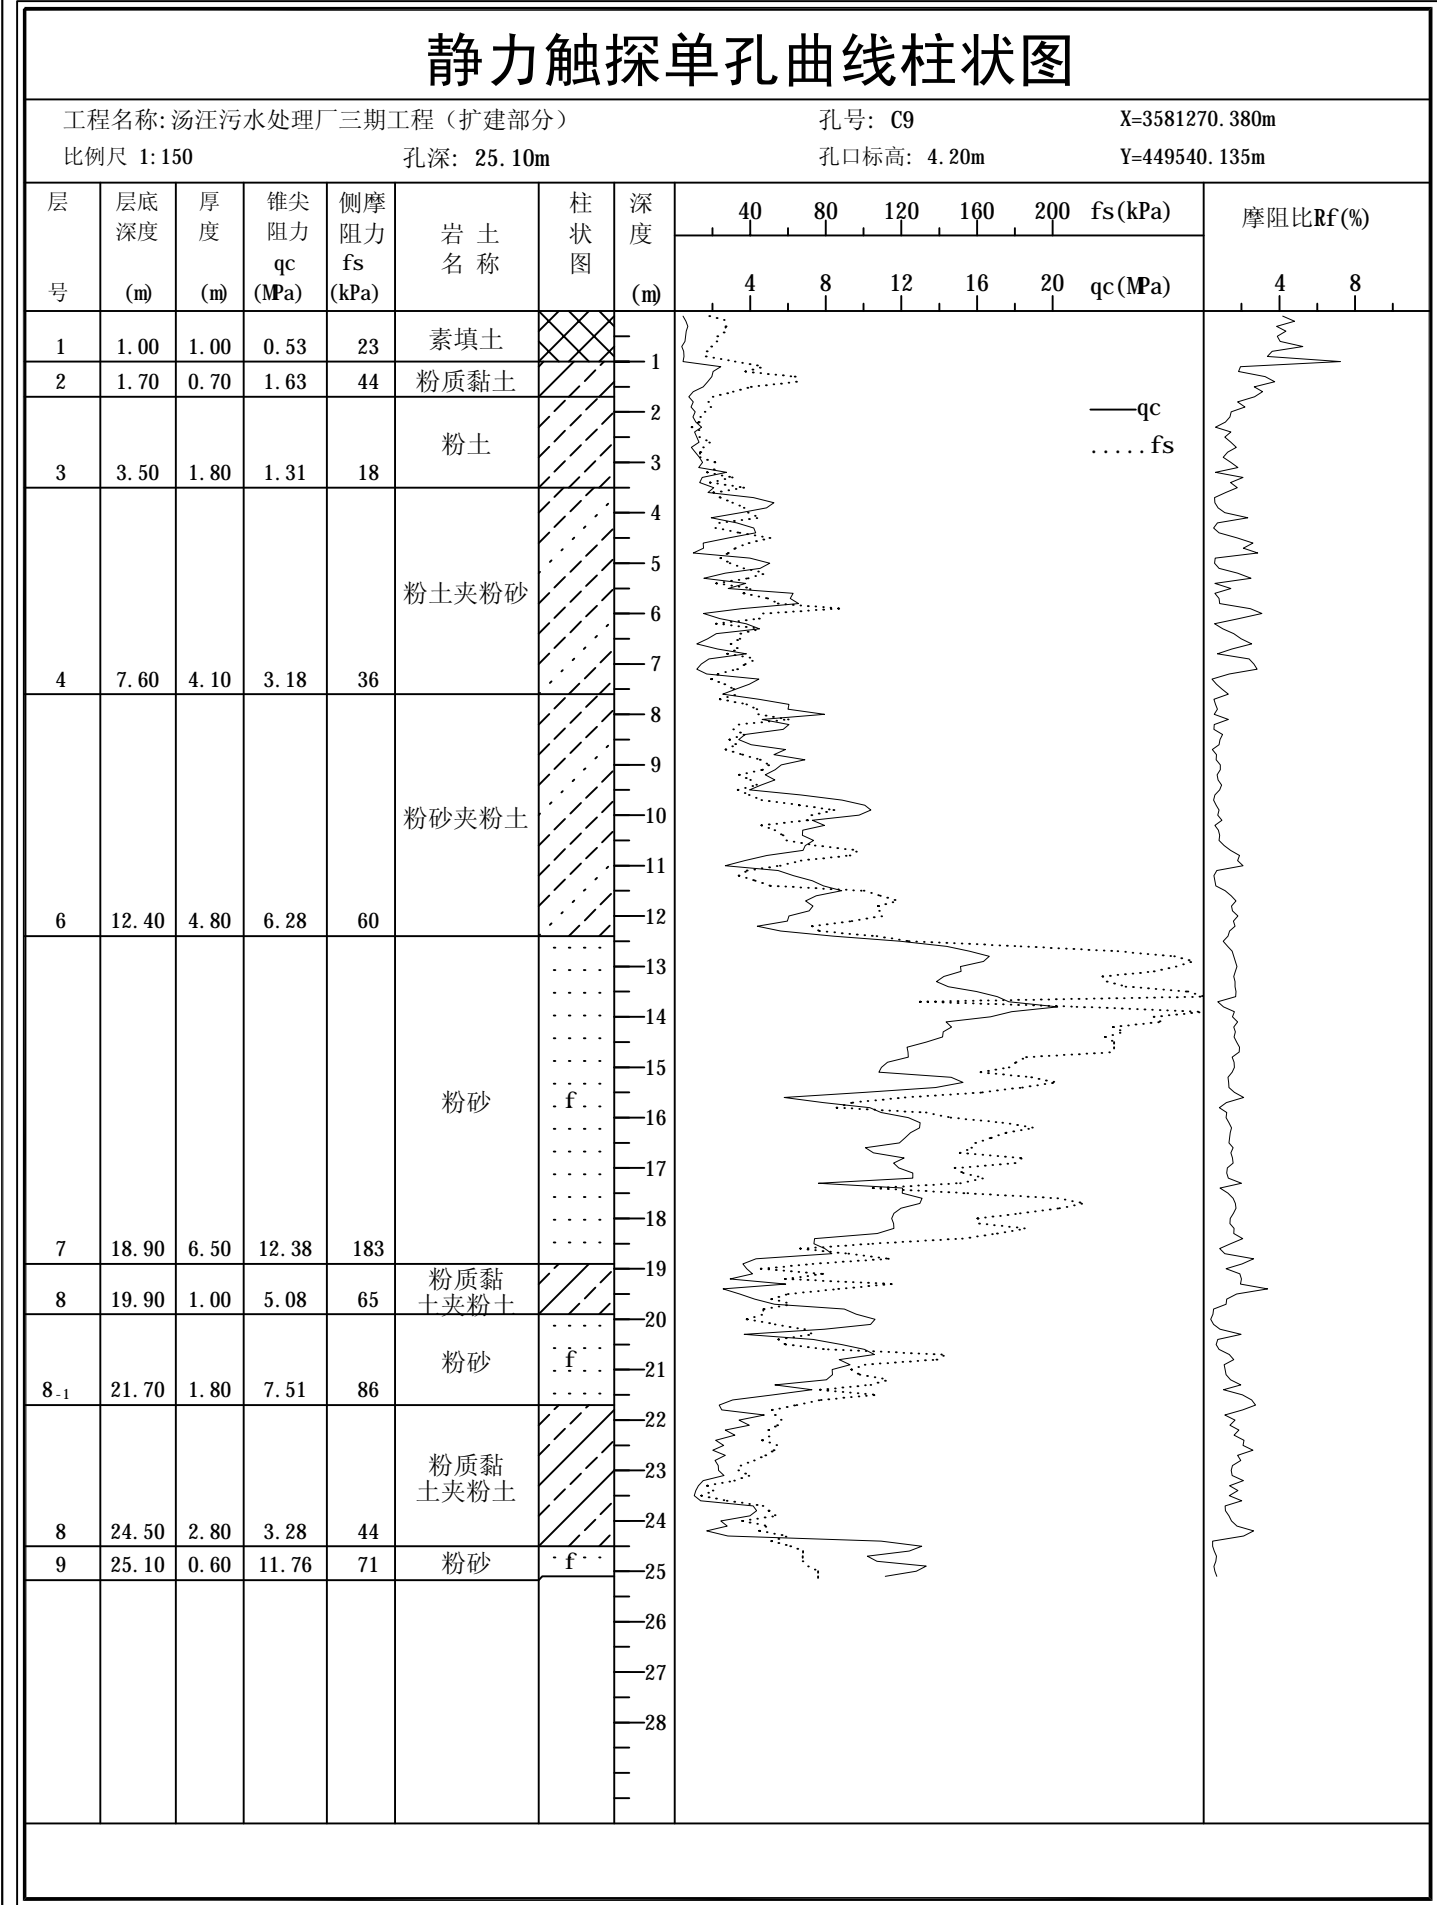 静力触探单孔曲线柱状图
工程名称: 汤汪污水处理厂三期工程（扩建部分） 孔号: C9 X=3581270.380m
比例尺 1:150 孔深: 25.10m 孔口标高: 4.20m Y=449540.135m
层号 层底深度(m) 厚度(m) 锥尖阻力qc(MPa) 侧摩阻力fs(kPa) 岩土名称 柱状图 深度(m)
40 80 120 160 200 fs(kPa) 摩阻比Rf(%)
4 8 12 16 20 qc(MPa) 4 8
1 1.00 1.00 0.53 23 素填土
2 1.70 0.70 1.63 44 粉质黏土
3 3.50 1.80 1.31 18 粉土
4 7.60 4.10 3.18 36 粉土夹粉砂
6 12.40 4.80 6.28 60 粉砂夹粉土
7 18.90 6.50 12.38 183 粉砂 f
8 19.90 1.00 5.08 65 粉质黏土夹粉土
8-1 21.70 1.80 7.51 86 粉砂 f
8 24.50 2.80 3.28 44 粉质黏土夹粉土
9 25.10 0.60 11.76 71 粉砂 f
1
2
3
4
5
6
7
8
9
10
11
12
13
14
15
16
17
18
19
20
21
22
23
24
25
26
27
28
qc
.....fs